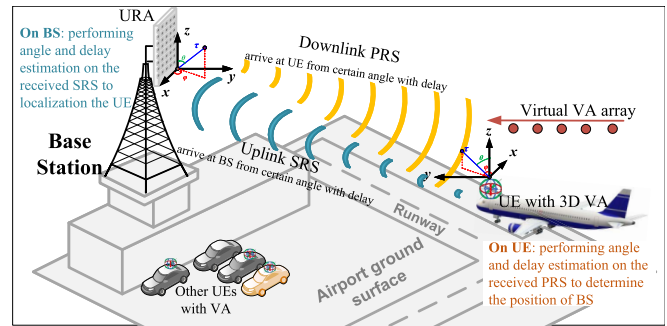 URA
On BS: performing
angle and delay
estimation on the
received SRS to
localization the UE
Base
Station
z
θ
τ
φ
y
x
Downlink PRS
arrive at UE from certain angle with delay
Uplink SRS
arrive at BS from certain angle with delay
Virtual VA array
z
τ
θ
x
φ
y
UE with 3D VA
Runway
Airport ground
surface
Other UEs
with VA
On UE: performing angle
and delay estimation on the
received PRS to determine
the position of BS